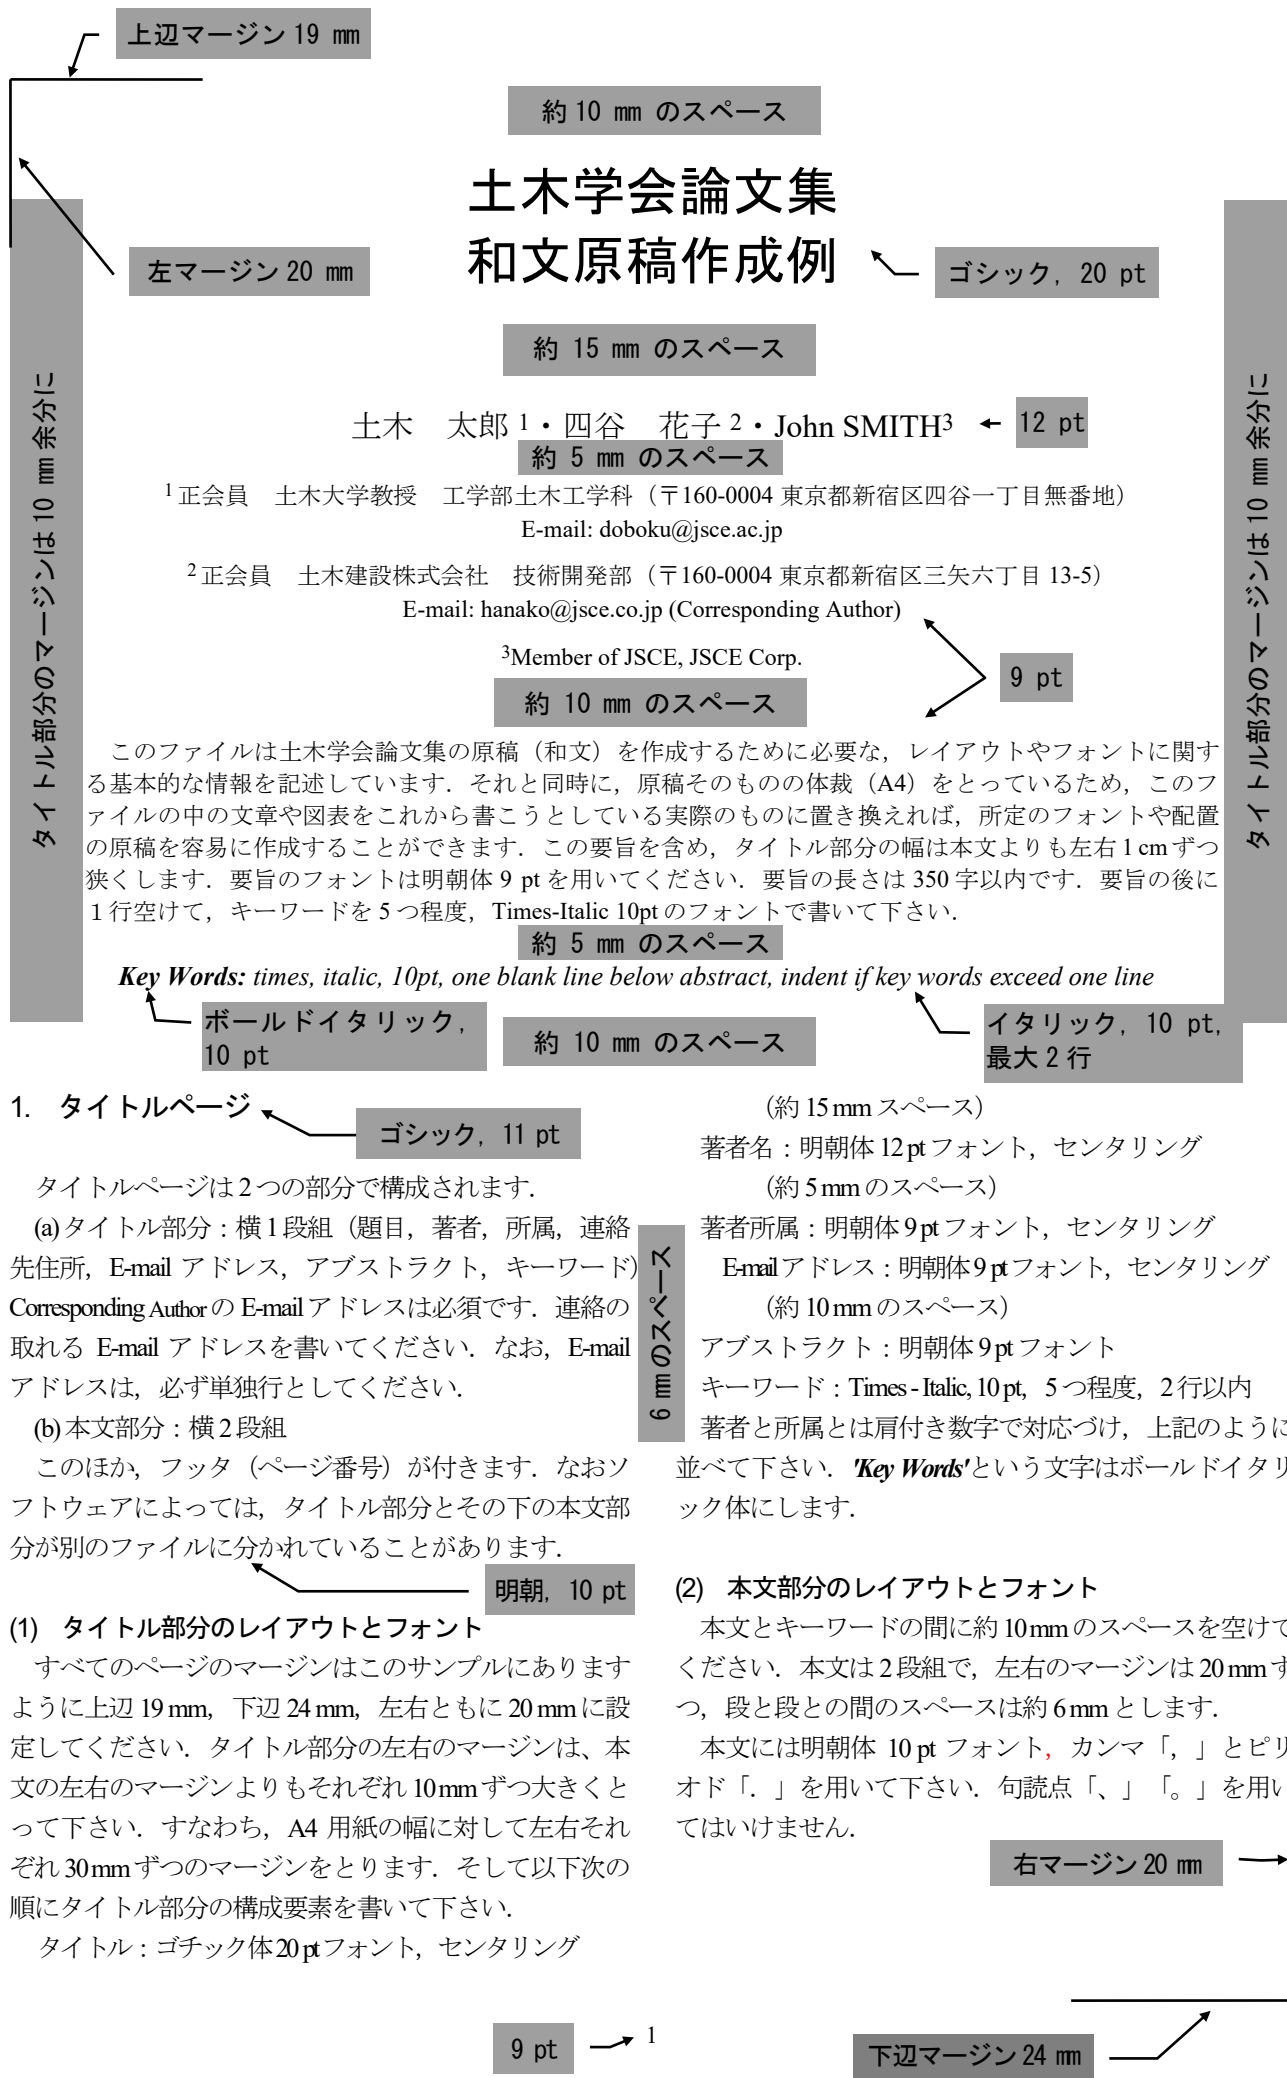 上辺マージン 19 mm
約 10 mm のスペース
土木学会論文集
和文原稿作成例
左マージン 20 mm
ゴシック，20 pt
約 15 mm のスペース
タイトル部分のマージンは 10 mm 余分に
タイトル部分のマージンは 10 mm 余分に
土木　太郎 1・四谷　花子 2・John SMITH3
12 pt
約 5 mm のスペース
1 正会員　土木大学教授　工学部土木工学科（〒160-0004 東京都新宿区四谷一丁目無番地）
E-mail: doboku@jsce.ac.jp
2 正会員　土木建設株式会社　技術開発部（〒160-0004 東京都新宿区三矢六丁目 13-5）
E-mail: hanako@jsce.co.jp (Corresponding Author)
3Member of JSCE, JSCE Corp.
9 pt
約 10 mm のスペース
このファイルは土木学会論文集の原稿（和文）を作成するために必要な，レイアウトやフォントに関す
る基本的な情報を記述しています．それと同時に，原稿そのものの体裁（A4）をとっているため，このフ
ァイルの中の文章や図表をこれから書こうとしている実際のものに置き換えれば，所定のフォントや配置
の原稿を容易に作成することができます．この要旨を含め，タイトル部分の幅は本文よりも左右 1 cm ずつ
狭くします．要旨のフォントは明朝体 9 pt を用いてください．要旨の長さは 350 字以内です．要旨の後に
１行空けて，キーワードを 5 つ程度，Times-Italic 10pt のフォントで書いて下さい．
約 5 mm のスペース
Key Words: times, italic, 10pt, one blank line below abstract, indent if key words exceed one line
ボールドイタリック，
10 pt
約 10 mm のスペース
イタリック，10 pt，
最大 2 行
1.　タイトルページ
ゴシック，11 pt
タイトルページは 2 つの部分で構成されます．
(a) タイトル部分：横 1 段組（題目，著者，所属，連絡
先住所，E-mail アドレス，アブストラクト，キーワード）
Corresponding Author の E-mail アドレスは必須です．連絡の
取れる E-mail アドレスを書いてください．なお，E-mail
アドレスは，必ず単独行としてください．
(b) 本文部分：横 2 段組
このほか，フッタ（ページ番号）が付きます．なおソ
フトウェアによっては，タイトル部分とその下の本文部
分が別のファイルに分かれていることがあります．
明朝，10 pt
(1)　タイトル部分のレイアウトとフォント
すべてのページのマージンはこのサンプルにあります
ように上辺 19 mm，下辺 24 mm，左右ともに 20 mm に設
定してください．タイトル部分の左右のマージンは、本
文の左右のマージンよりもそれぞれ 10 mm ずつ大きくと
って下さい．すなわち，A4 用紙の幅に対して左右それ
ぞれ 30 mm ずつのマージンをとります．そして以下次の
順にタイトル部分の構成要素を書いて下さい．
タイトル：ゴチック体 20 pt フォント，センタリング
6 mm のスペース
（約 15 mm スペース）
著者名：明朝体 12 pt フォント，センタリング
（約 5 mm のスペース）
著者所属：明朝体 9 pt フォント，センタリング
E-mail アドレス：明朝体 9 pt フォント，センタリング
（約 10 mm のスペース）
アブストラクト：明朝体 9 pt フォント
キーワード：Times - Italic, 10 pt，5 つ程度，2 行以内
著者と所属とは肩付き数字で対応づけ，上記のように
並べて下さい．'Key Words'という文字はボールドイタリ
ック体にします．
(2)　本文部分のレイアウトとフォント
本文とキーワードの間に約 10 mm のスペースを空けて
ください．本文は 2 段組で，左右のマージンは 20 mm ず
つ，段と段との間のスペースは約 6 mm とします．
本文には明朝体 10 pt フォント，カンマ「，」とピリ
オド「．」を用いて下さい．句読点「、」「。」を用い
てはいけません．
右マージン 20 mm
9 pt
1
下辺マージン 24 mm